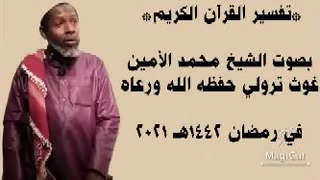 *تفسير القرآن الكريم*
بصوت الشيخ محمد الأمين
غوث ترولي حفظه الله ورعاه
في رمضان ١٤٤٢هـ ٢٠٢١
MagiCut